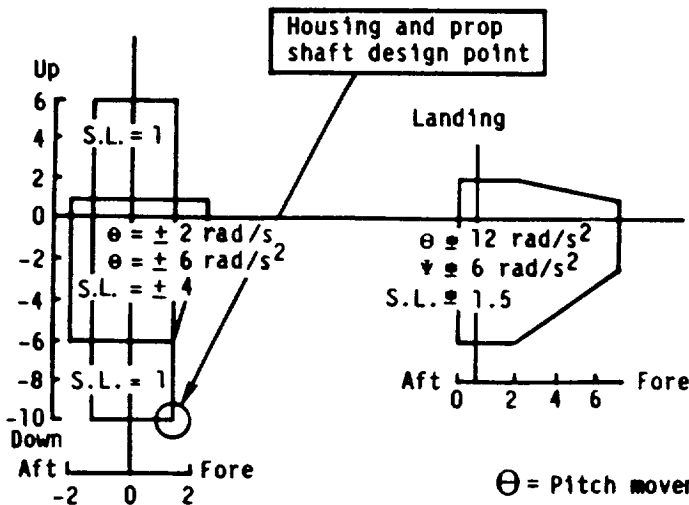 Housing and prop
shaft design point
Up
6
4
2
0
-2
-4
-6
-8
-10
Down
S.L. = 1
Θ = ± 2 rad/s
Θ = ± 6 rad/s²
S.L. = ± 4
S.L. = 1
Aft
Fore
-2 0 2
Landing
Θ ± 12 rad/s²
Ψ ± 6 rad/s²
S.L. ± 1.5
Aft
Fore
0 2 4 6
Θ = Pitch mover